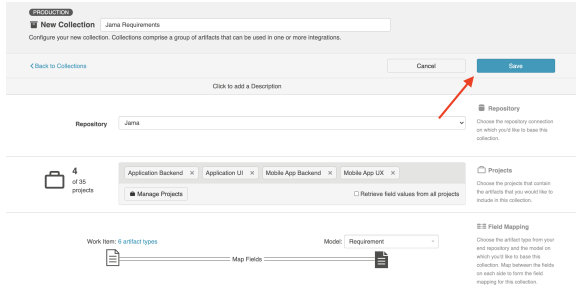 PRODUCTION
New Collection Jama Requirements
Configure your new collection. Collections comprise a group of artifacts that can be used in one or more integrations.
Back to Collections
Cancel
Save
Click to add a Description
Repository
Jama
Repository
Choose the repository connection
on which you'd like to base this
collection.
4
of 35
projects
Application Backend ×
Application UI ×
Mobile App Backend ×
Mobile App UX ×
Manage Projects
Retrieve field values from all projects
Projects
Choose the projects that contain
the artifacts that you would like to
include in this collection.
Work Item: 6 artifact types
Model: Requirement
Map Fields
Field Mapping
Choose the artifact type from your
end repository and the model on
which you'd like to base this
collection. Map between the fields
on each side to form the field
mapping for this collection.